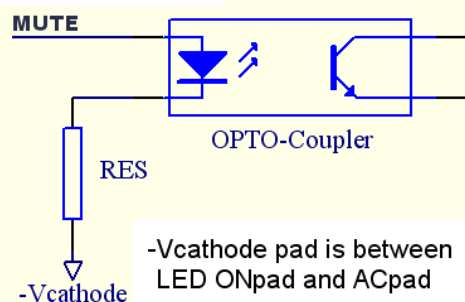 MUTE
OPTO-Coupler
RES
-Vcathode pad is between
LED ONpad and ACpad
-Vcathode